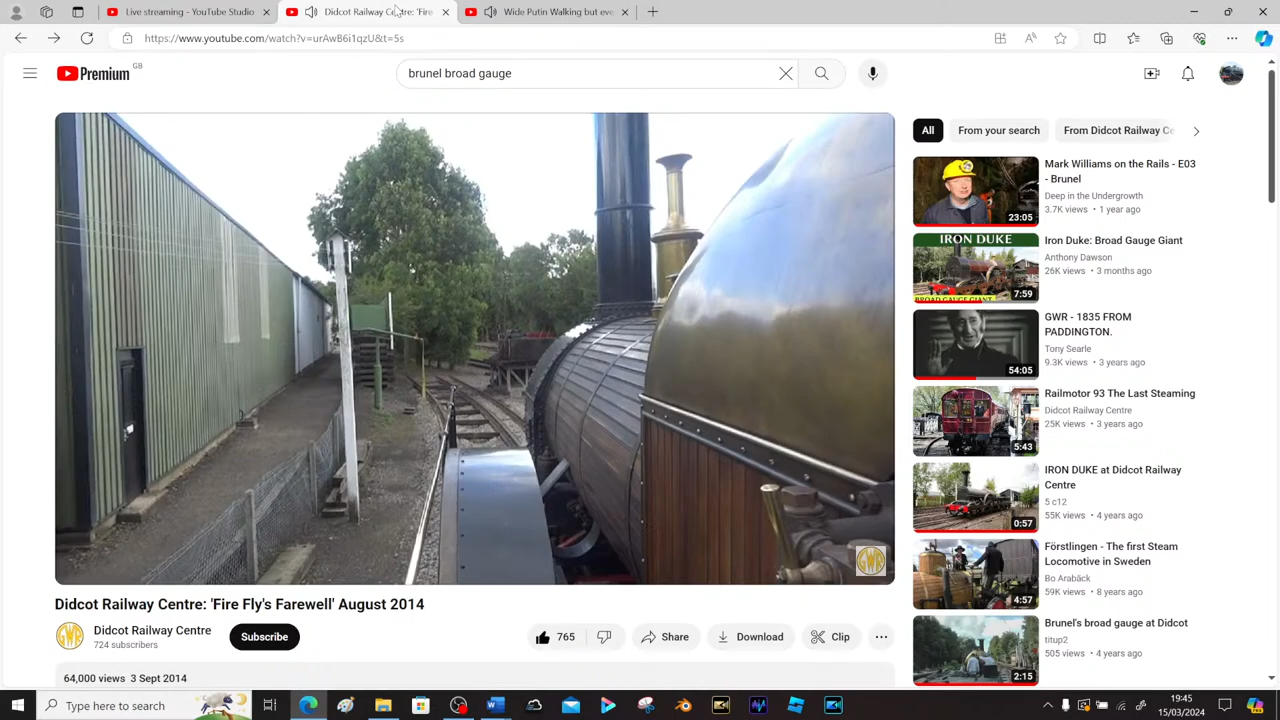 Live streaming - YouTube Studio
Didcot Railway Centre: 'Fire
Wide Putin Walking but eve
https://www.youtube.com/watch?v=urAwB6i1qzU&t=5s
Premium GB
brunel broad gauge
All
From your search
From Didcot Railway Ce
Mark Williams on the Rails - E03
- Brunel
Deep in the Undergrowth
3.7K views • 1 year ago
23:05
IRON DUKE
BROAD GAUGE GIANT
7:59
Iron Duke: Broad Gauge Giant
Anthony Dawson
26K views • 3 months ago
GWR - 1835 FROM
PADDINGTON.
Tony Searle
9.3K views • 3 years ago
54:05
Railmotor 93 The Last Steaming
Didcot Railway Centre
25K views • 3 years ago
5:43
IRON DUKE at Didcot Railway
Centre
5 c12
55K views • 4 years ago
0:57
Förstlingen - The first Steam
Locomotive in Sweden
Bo Arabäck
59K views • 8 years ago
4:57
Brunel's broad gauge at Didcot
titup2
505 views • 4 years ago
2:15
GWR
Didcot Railway Centre: 'Fire Fly's Farewell' August 2014
GWR
Didcot Railway Centre
724 subscribers
Subscribe
765
Share
Download
Clip
64,000 views 3 Sept 2014
Type here to search
19:45
15/03/2024